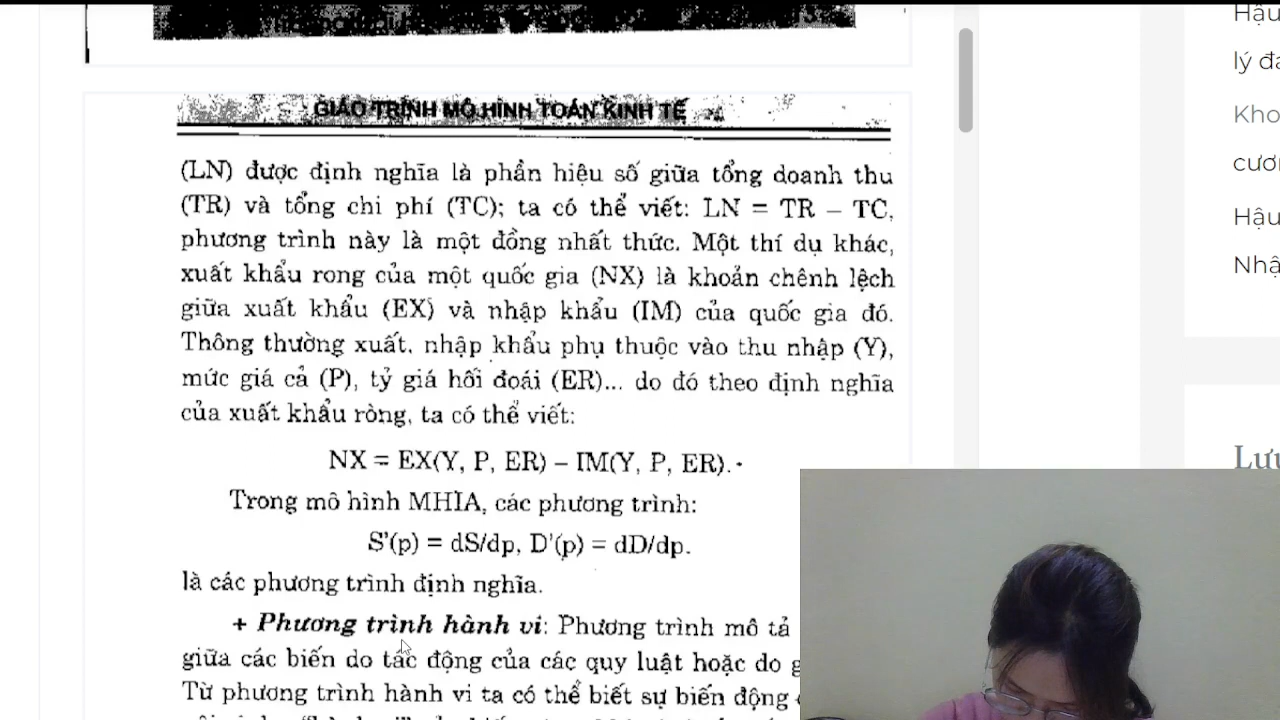 GIÁO TRÌNH MÔ HÌNH TOÁN KINH TẾ
(LN) được định nghĩa là phần hiệu số giữa tổng doanh thu
(TR) và tổng chi phí (TC); ta có thể viết: LN = TR – TC,
phương trình này là một đồng nhất thức. Một thí dụ khác,
xuất khẩu rong của một quốc gia (NX) là khoản chênh lệch
giữa xuất khẩu (EX) và nhập khẩu (IM) của quốc gia đó.
Thông thường xuất, nhập khẩu phụ thuộc vào thu nhập (Y),
mức giá cả (P), tỷ giá hối đoái (ER)... do đó theo định nghĩa
của xuất khẩu ròng, ta có thể viết:
NX = EX(Y, P, ER) – IM(Y, P, ER).
Trong mô hình MHIA, các phương trình:
S'(p) = dS/dp, D'(p) = dD/dp.
là các phương trình định nghĩa.
+ Phương trình hành vi: Phương trình mô tả
giữa các biến do tác động của các quy luật hoặc do
Từ phương trình hành vi ta có thể biết sự biến động
Hậu
lý
Kho
cươ
Hậu
Nhậ
Lưu